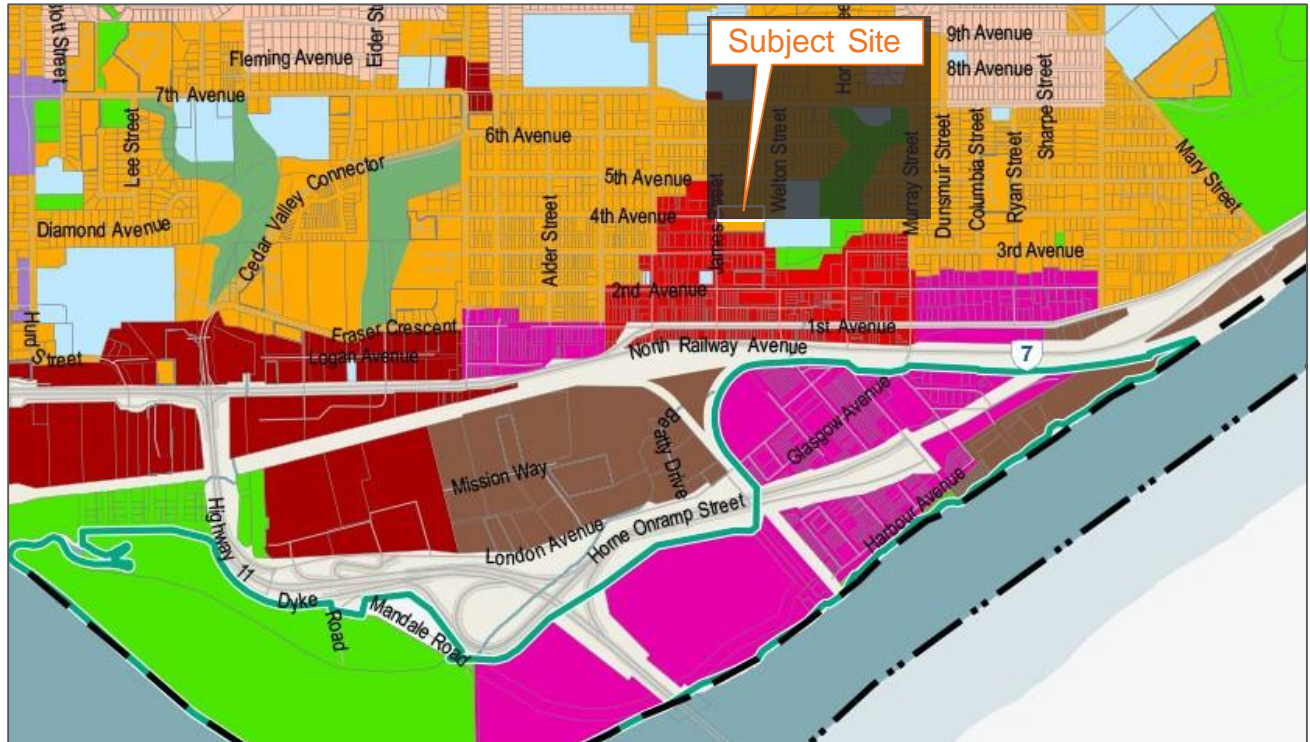 Subject Site
Elder St
Fleming Avenue
7th Avenue
Lee Street
Cedar Valley Connector
Diamond Avenue
6th Avenue
5th Avenue
4th Avenue
Alder Street
James Street
Welton Street
Murray Street
Dunsmuir Street
Columbia Street
Ryan Street
Sharpe Street
9th Avenue
8th Avenue
Mary Street
3rd Avenue
2nd Avenue
1st Avenue
Hurd
Street
Fraser Crescent
Logan Avenue
North Railway Avenue
7
Glasgow Avenue
Beatty Drive
Mission Way
London Avenue
Horne Onramp Street
Harbour Avenue
Highway 11
Dyke
Road
Mandale Road